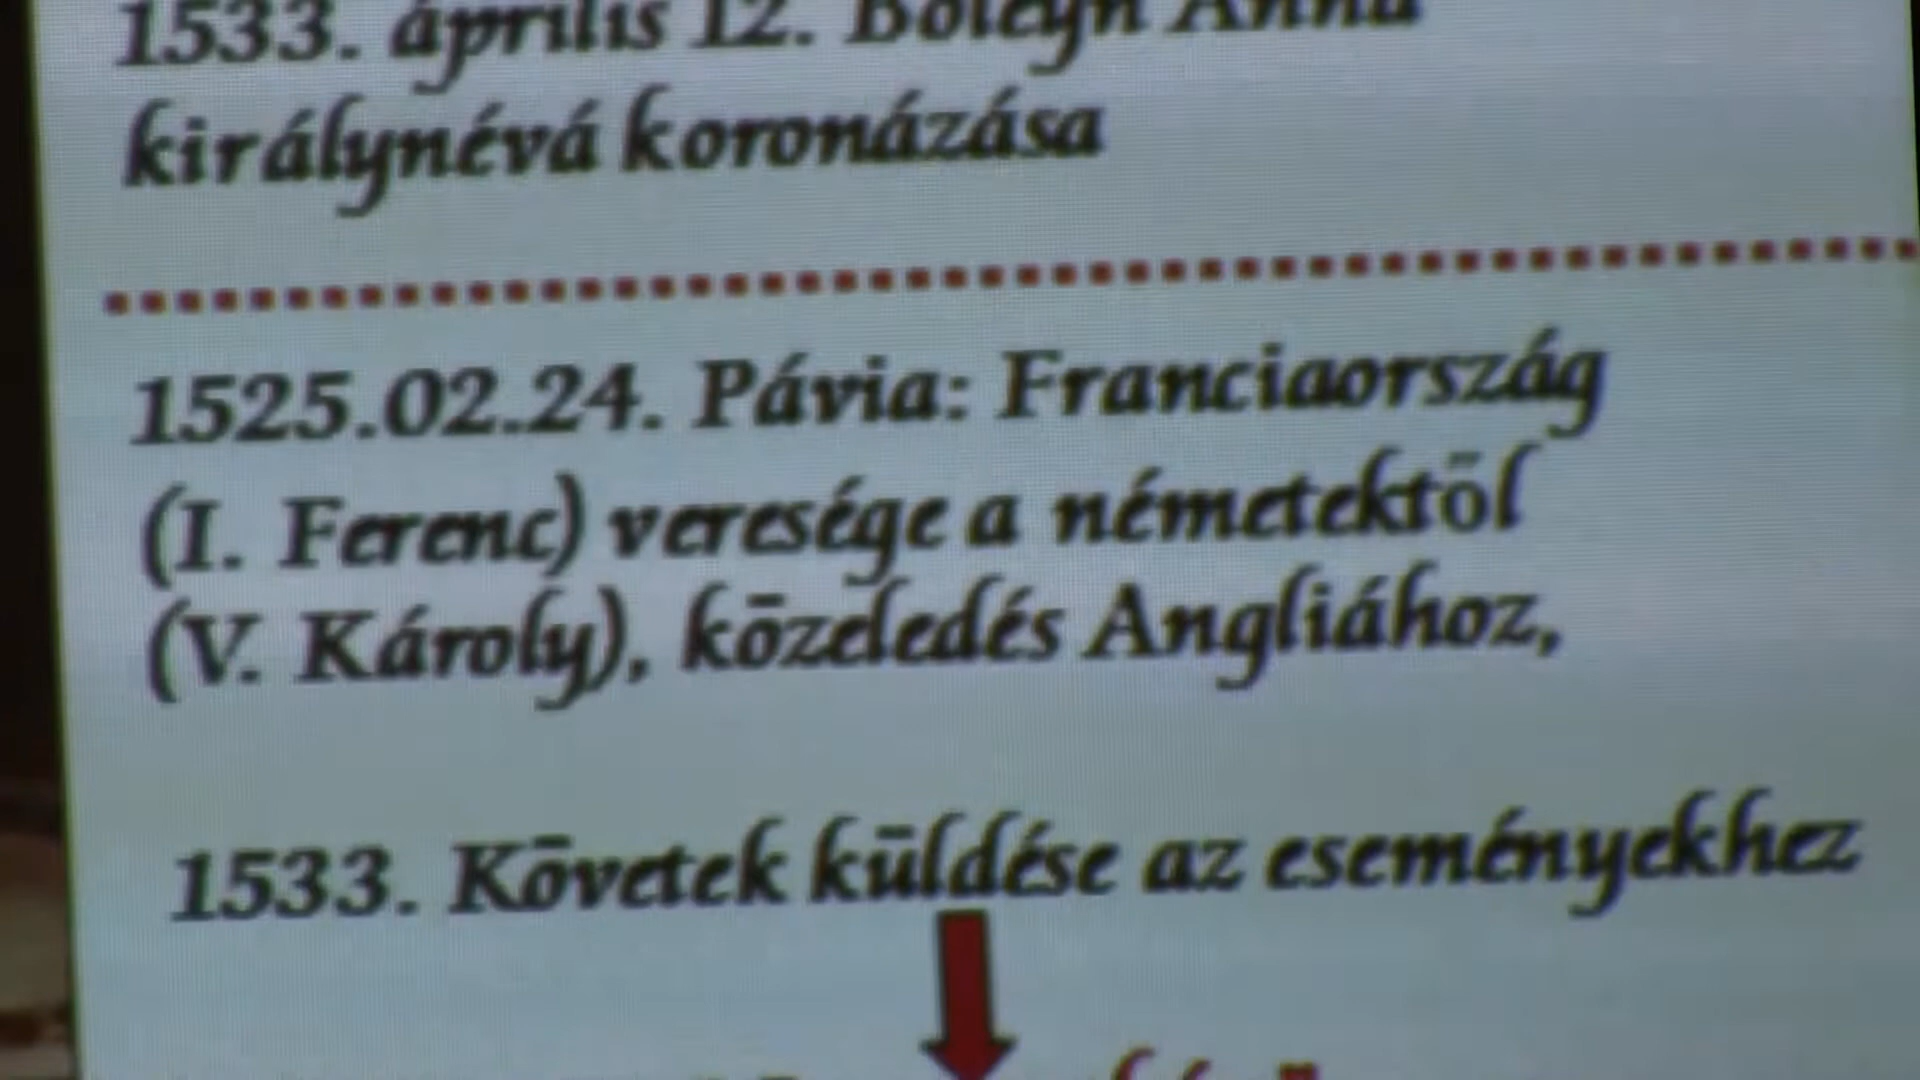 1533. április 12. Boleyn Anna
királynévá koronázása
1525.02.24. Pávia: Franciaország
(I. Ferenc) veresége a németektől
(V. Károly), közeledés Angliához,
1533. Követek küldése az eseményekhez